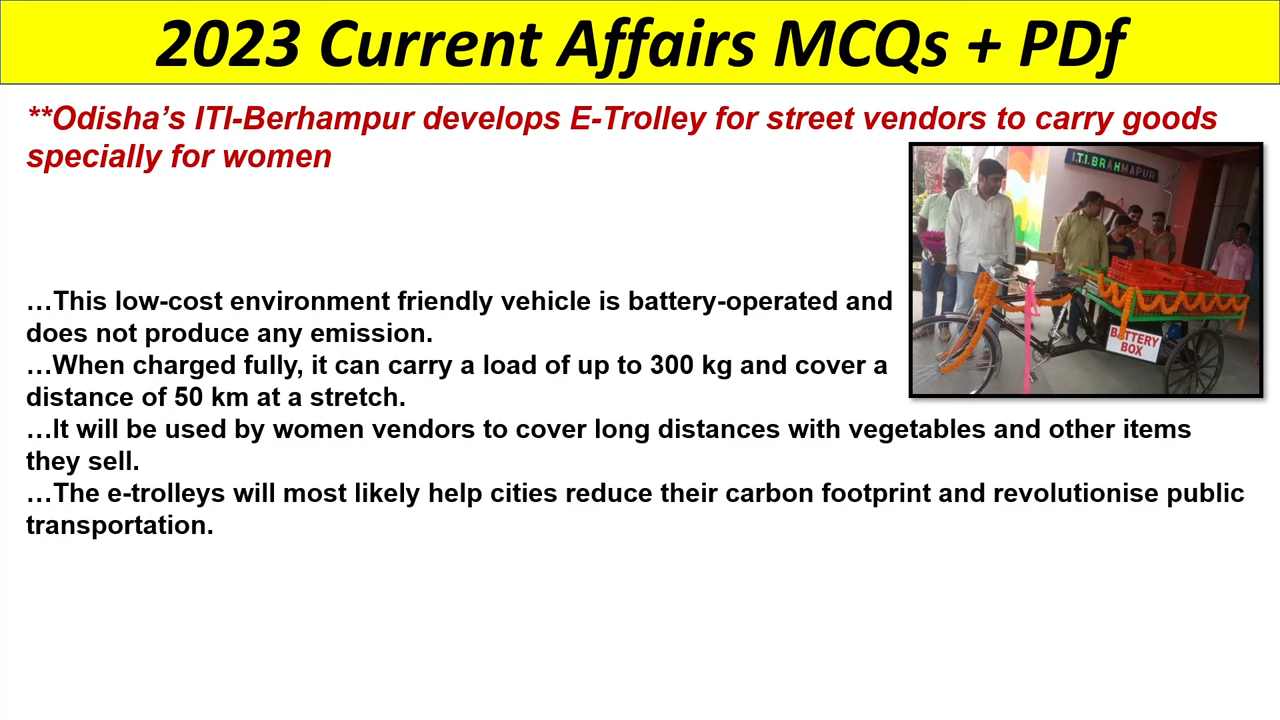 2023 Current Affairs MCQs + PDf
**Odisha's ITI-Berhampur develops E-Trolley for street vendors to carry goods
specially for women
I.T.I.BRAHMAPUR
…This low-cost environment friendly vehicle is battery-operated and
does not produce any emission.
BATTERY
BOX
…When charged fully, it can carry a load of up to 300 kg and cover a
distance of 50 km at a stretch.
…It will be used by women vendors to cover long distances with vegetables and other items
they sell.
…The e-trolleys will most likely help cities reduce their carbon footprint and revolutionise public
transportation.